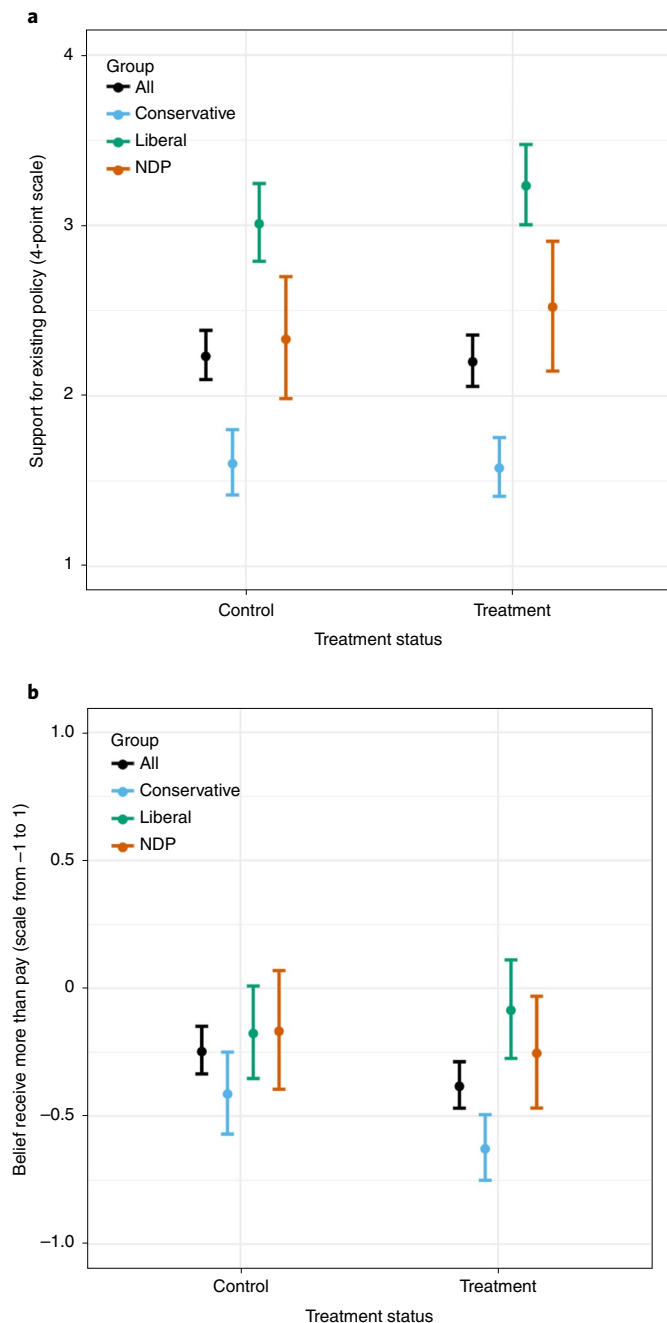 a
Support for existing policy (4-point scale)
4
3
2
1
Group
All
Conservative
Liberal
NDP
Control
Treatment
Treatment status
b
Belief receive more than pay (scale from –1 to 1)
1.0
0.5
0
–0.5
–1.0
Group
All
Conservative
Liberal
NDP
Control
Treatment
Treatment status